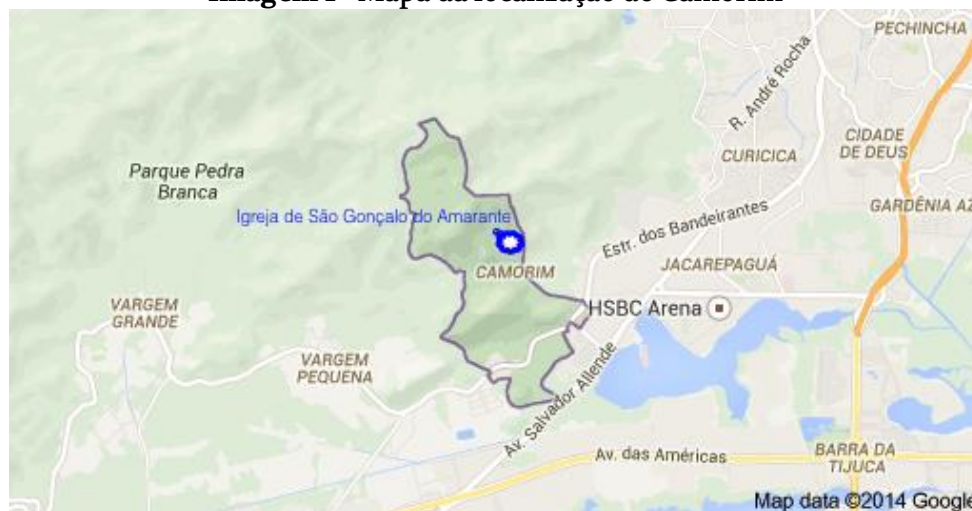 Imagem 1 - Mapa da localização do Camorim
PECHINCHA
R. André Rocha
CIDADE
DE DEUS
CURICICA
Parque Pedra
Branca
GARDÊNIA AZ
Igreja de São Gonçalo do Amarante
Estr. dos Bandeirantes
CAMORIM
JACAREPAGUÁ
VARGEM
GRANDE
HSBC Arena
VARGEM
PEQUENA
Av. Salvador Allende
Av. das Américas
BARRA DA
TIJUCA
Map data ©2014 Google